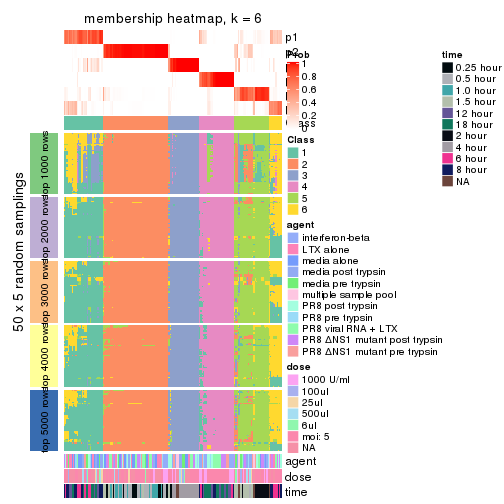 membership heatmap, k = 6
p1
p2
Prob
1
0.8
0.6
0.4
0.2
0
Class
Class
1
2
3
4
5
6
agent
interferon-beta
LTX alone
media alone
media post trypsin
media pre trypsin
multiple sample pool
PR8 post trypsin
PR8 pre trypsin
PR8 viral RNA + LTX
PR8 ΔNS1 mutant post trypsin
PR8 ΔNS1 mutant pre trypsin
dose
1000 U/ml
100ul
25ul
500ul
6ul
moi: 5
NA
time
0.25 hour
0.5 hour
1.0 hour
1.5 hour
12 hour
18 hour
2 hour
4 hour
6 hour
8 hour
NA
50 x 5 random samplings
top 1000 rows
top 2000 rows
top 3000 rows
top 4000 rows
top 5000 rows
agent
dose
time